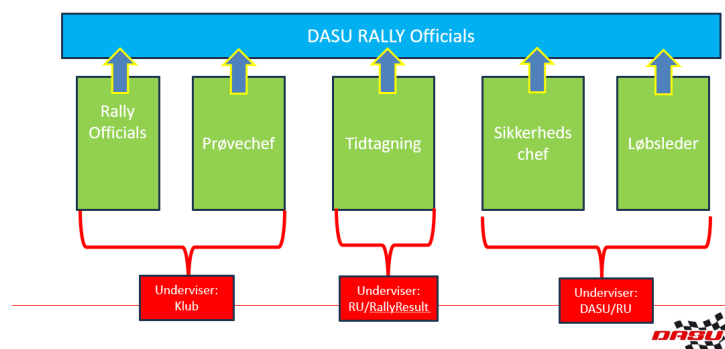 DASU RALLY Officials
Rally
Officials
Prøvechef
Tidtagning
Sikkerheds
chef
Løbsleder
Underviser:
Klub
Underviser:
RU/RallyResult
Underviser:
DASU/RU
DASU